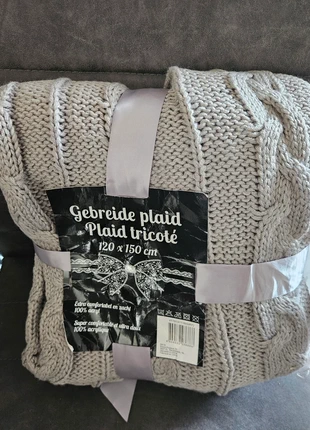 Gebreide plaid
Plaid tricoté
120 x 150 cm
Extra comfortabel en zacht
100% acryl
Super comfortable et ultra doux
100% acrylique